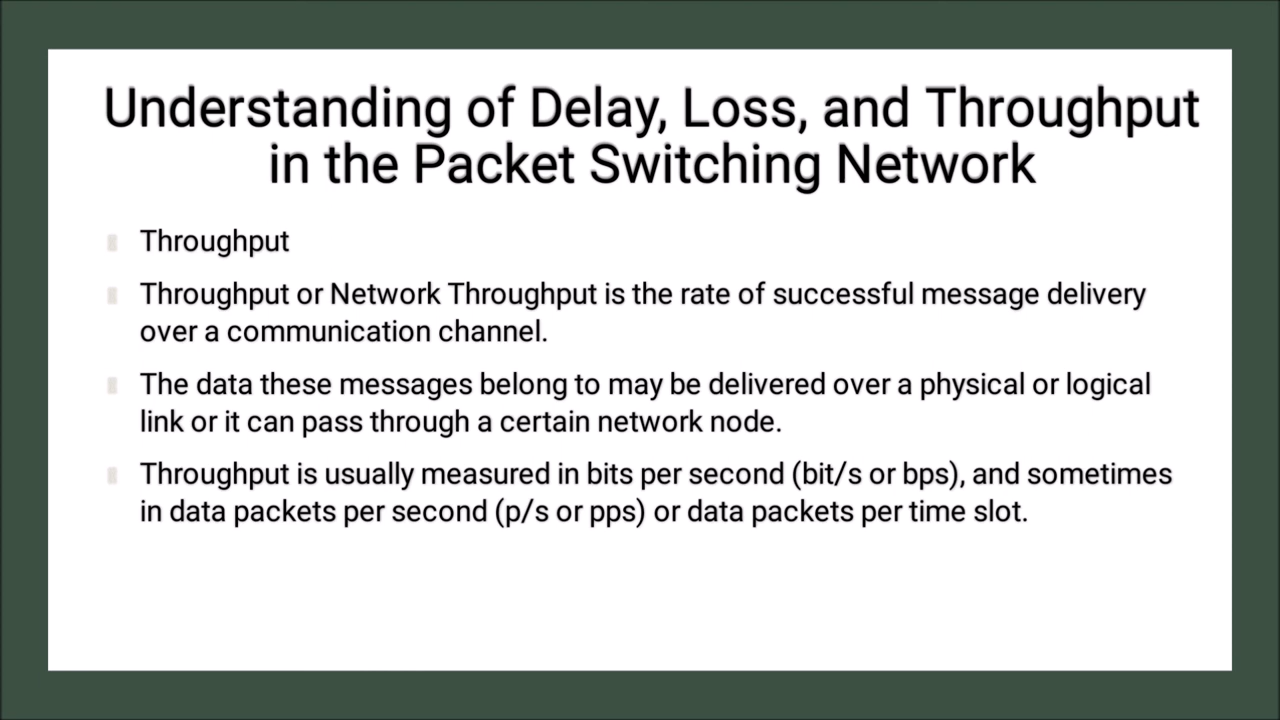 Understanding of Delay, Loss, and Throughput
in the Packet Switching Network
Throughput
Throughput or Network Throughput is the rate of successful message delivery
over a communication channel.
The data these messages belong to may be delivered over a physical or logical
link or it can pass through a certain network node.
Throughput is usually measured in bits per second (bit/s or bps), and sometimes
in data packets per second (p/s or pps) or data packets per time slot.